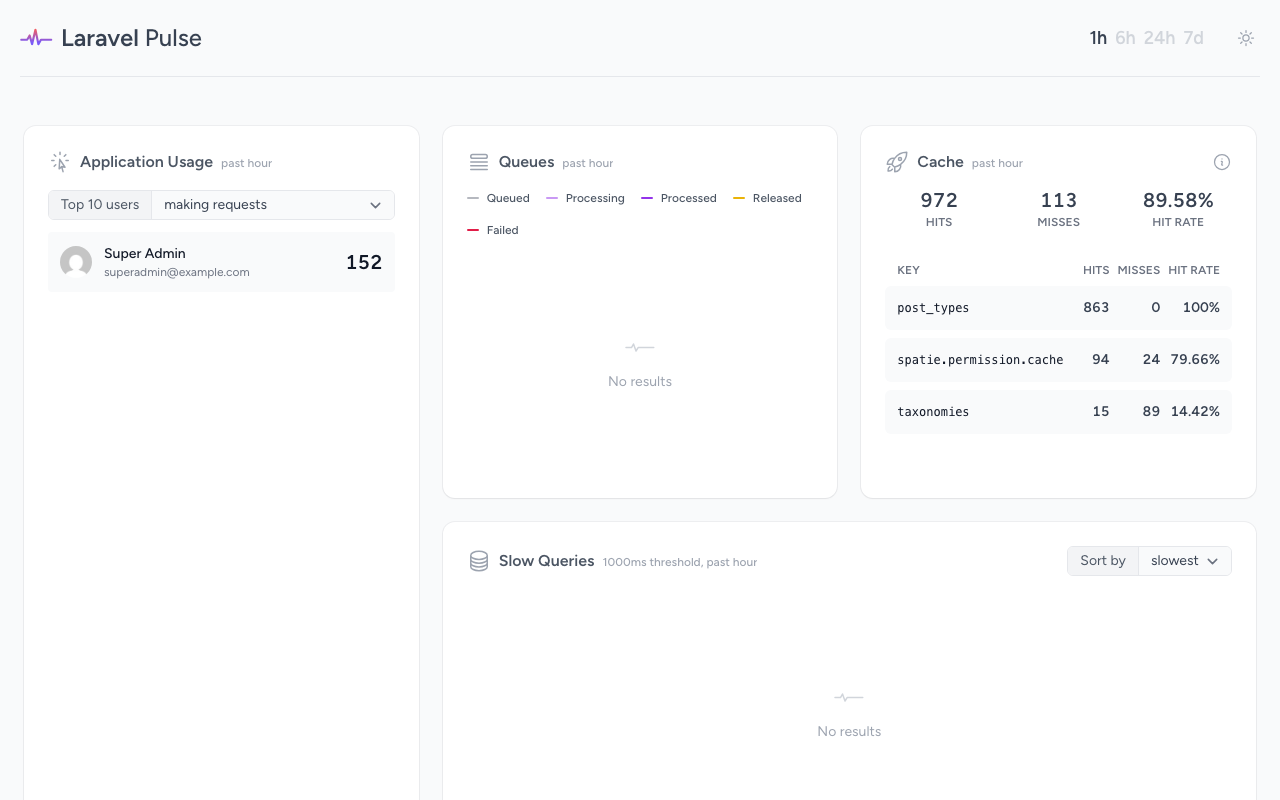 Laravel Pulse
1h 6h 24h 7d
Application Usage past hour
Top 10 users making requests
Super Admin
superadmin@example.com
152
Queues past hour
Queued Processing Processed Released
Failed
No results
Cache past hour
972 113 89.58%
HITS MISSES HIT RATE
KEY HITS MISSES HIT RATE
post_types 863 0 100%
spatie.permission.cache 94 24 79.66%
taxonomies 15 89 14.42%
Slow Queries 1000ms threshold, past hour
Sort by slowest
No results